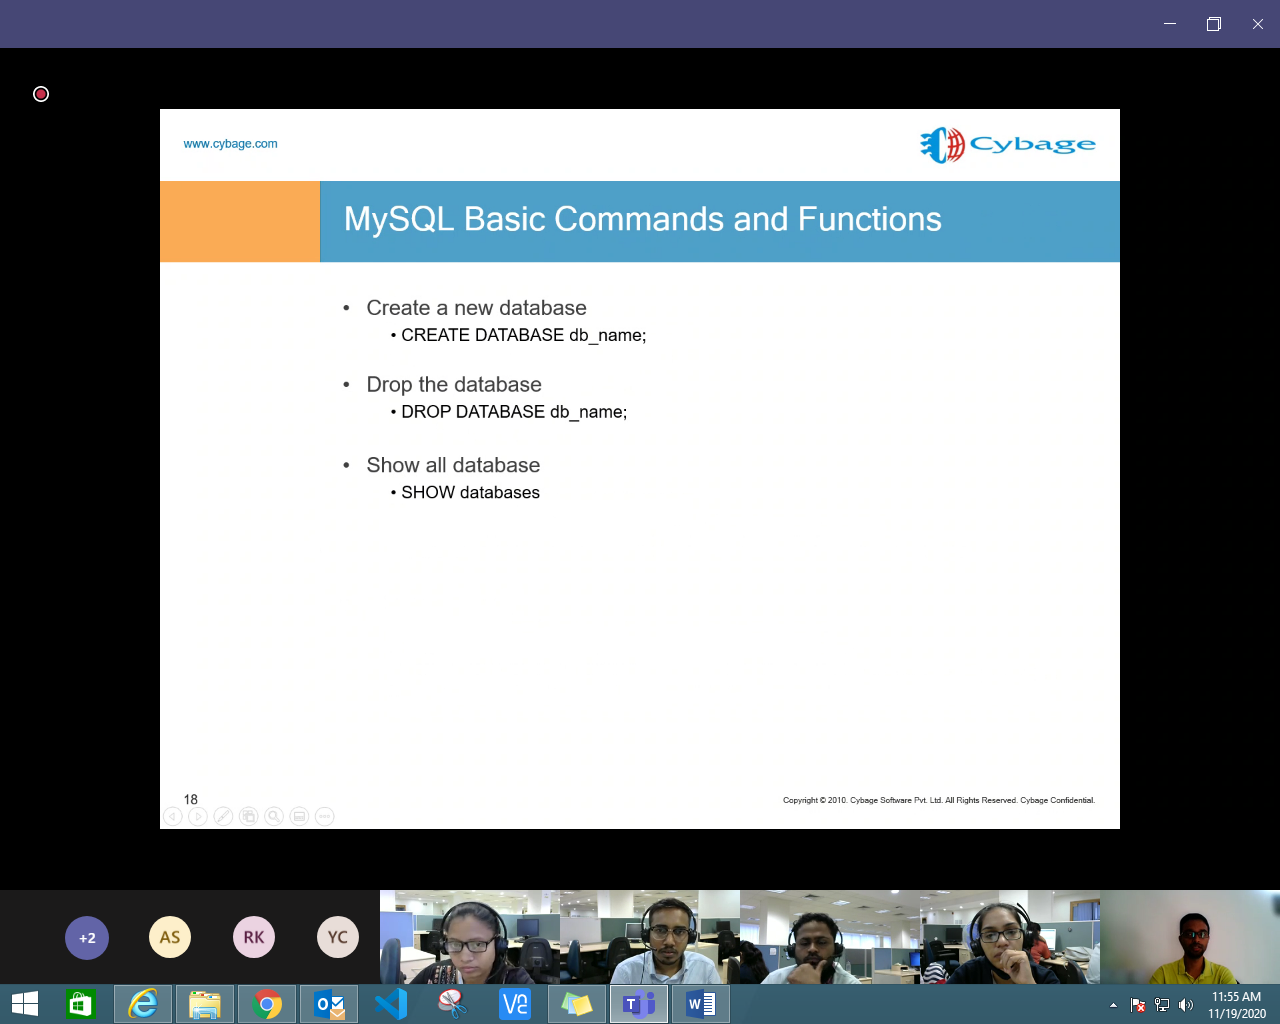 www.cybage.com
Cybage
MySQL Basic Commands and Functions
• Create a new database
• CREATE DATABASE db_name;
• Drop the database
• DROP DATABASE db_name;
• Show all database
• SHOW databases
18
Copyright © 2010. Cybage Software Pvt. Ltd. All Rights Reserved. Cybage Confidential.
+2
AS
RK
YC
11:55 AM
11/19/2020